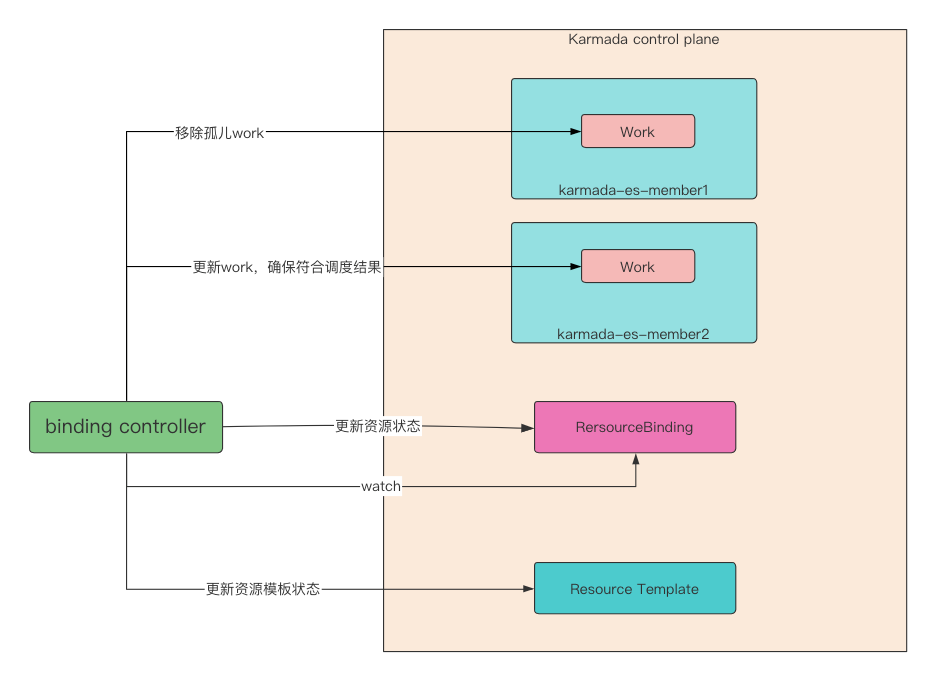 Karmada control plane
移除孤儿work
Work
karmada-es-member1
更新work，确保符合调度结果
Work
karmada-es-member2
binding controller
更新资源状态
RersourceBinding
watch
更新资源模板状态
Resource Template